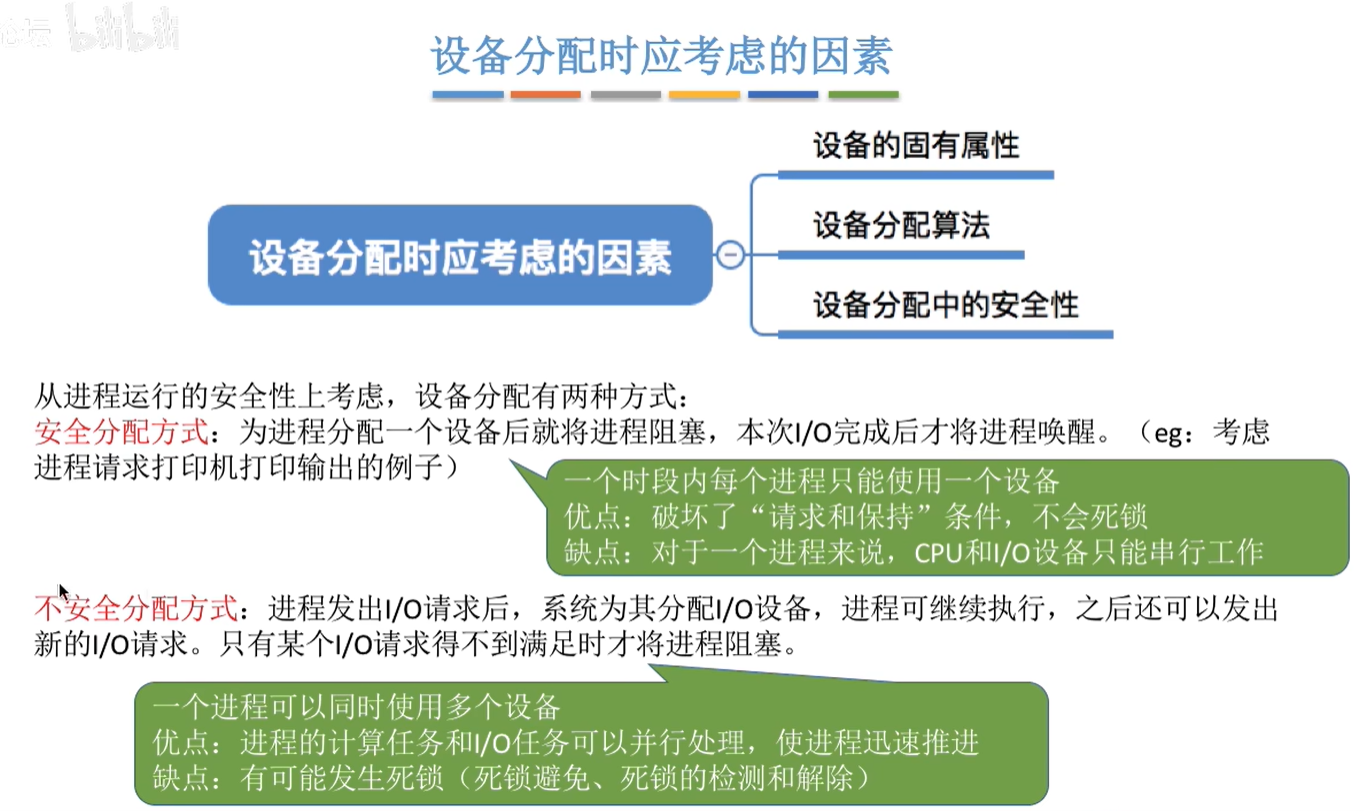 论坛 bilibili
设备分配时应考虑的因素
设备的固有属性
设备分配算法
设备分配时应考虑的因素
设备分配中的安全性
从进程运行的安全性上考虑，设备分配有两种方式：
安全分配方式：为进程分配一个设备后就将进程阻塞，本次I/O完成后才将进程唤醒。（eg：考虑
进程请求打印机打印输出的例子）
一个时段内每个进程只能使用一个设备
优点：破坏了“请求和保持”条件，不会死锁
缺点：对于一个进程来说，CPU和I/O设备只能串行工作
不安全分配方式：进程发出I/O请求后，系统为其分配I/O设备，进程可继续执行，之后还可以发出
新的I/O请求。只有某个I/O请求得不到满足时才将进程阻塞。
一个进程可以同时使用多个设备
优点：进程的计算任务和I/O任务可以并行处理，使进程迅速推进
缺点：有可能发生死锁（死锁避免、死锁的检测和解除）